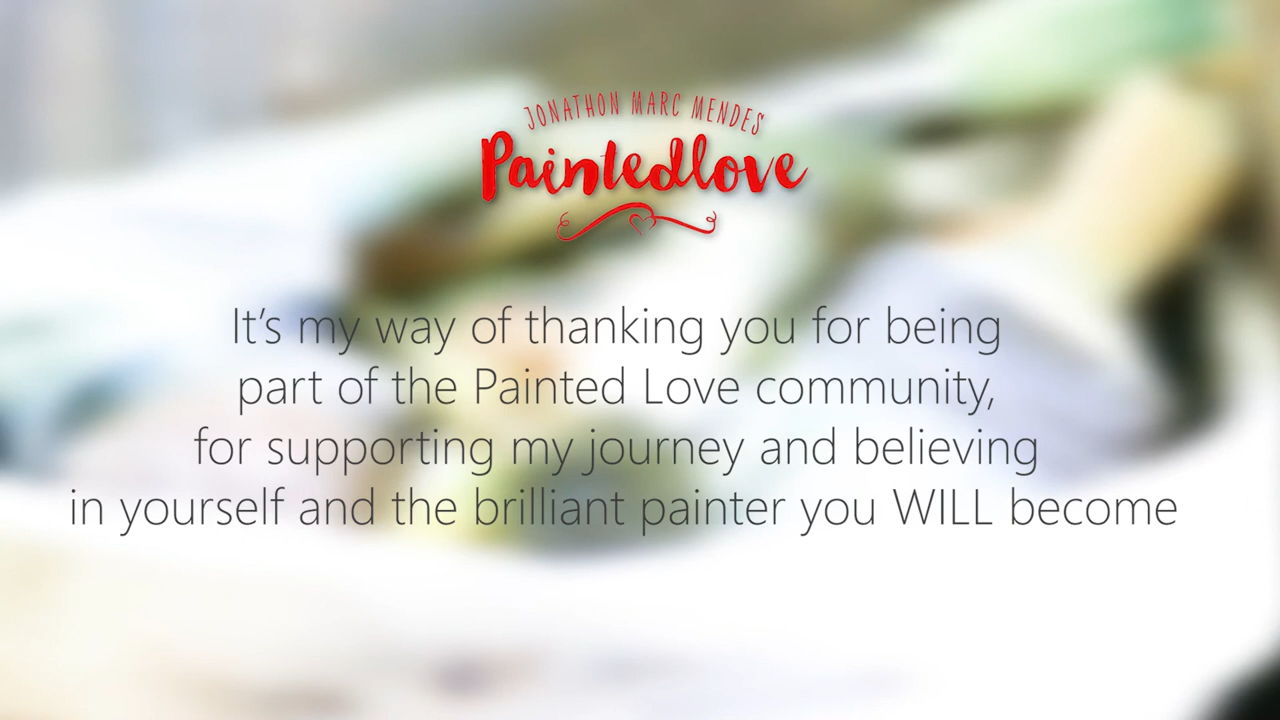 JONATHON MARC MENDES
Paintedlove
It's my way of thanking you for being
part of the Painted Love community,
for supporting my journey and believing
in yourself and the brilliant painter you WILL become